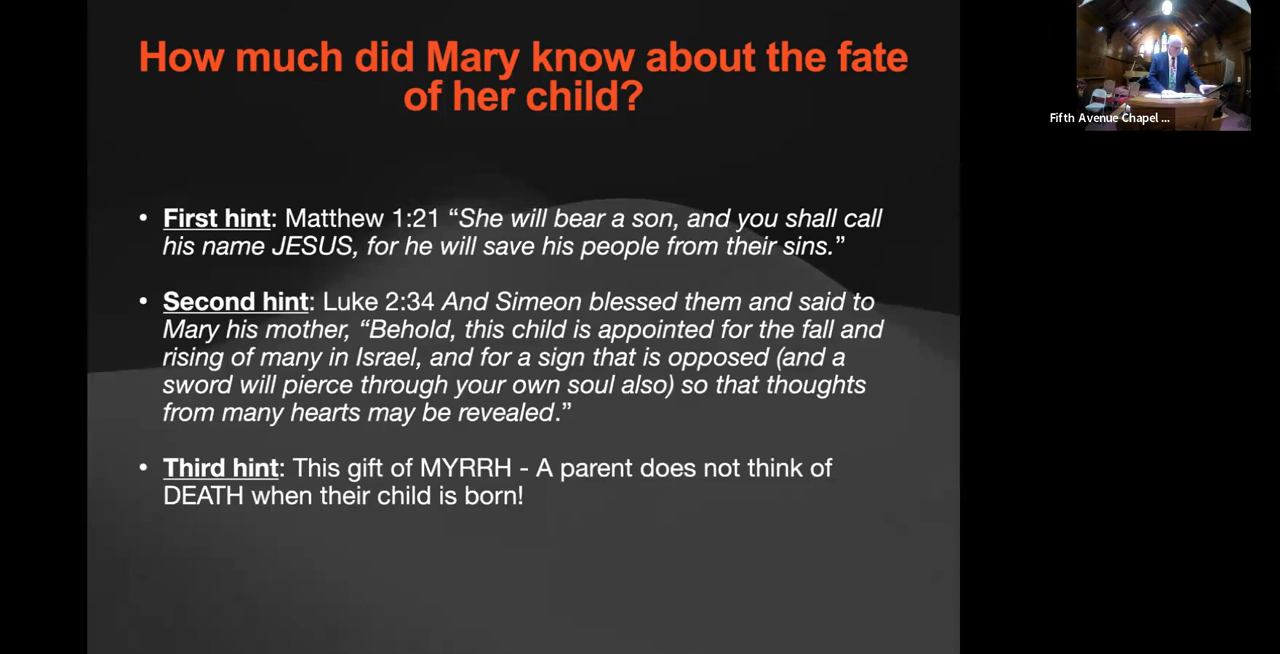 How much did Mary know about the fate
of her child?
Fifth Avenue Chapel ...
• First hint: Matthew 1:21 “She will bear a son, and you shall call
his name JESUS, for he will save his people from their sins.”
• Second hint: Luke 2:34 And Simeon blessed them and said to
Mary his mother, “Behold, this child is appointed for the fall and
rising of many in Israel, and for a sign that is opposed (and a
sword will pierce through your own soul also) so that thoughts
from many hearts may be revealed.”
• Third hint: This gift of MYRRH - A parent does not think of
DEATH when their child is born!